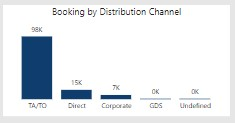 Booking by Distribution Channel
98K
15K
7K
0K
0K
TA/TO Direct Corporate GDS Undefined